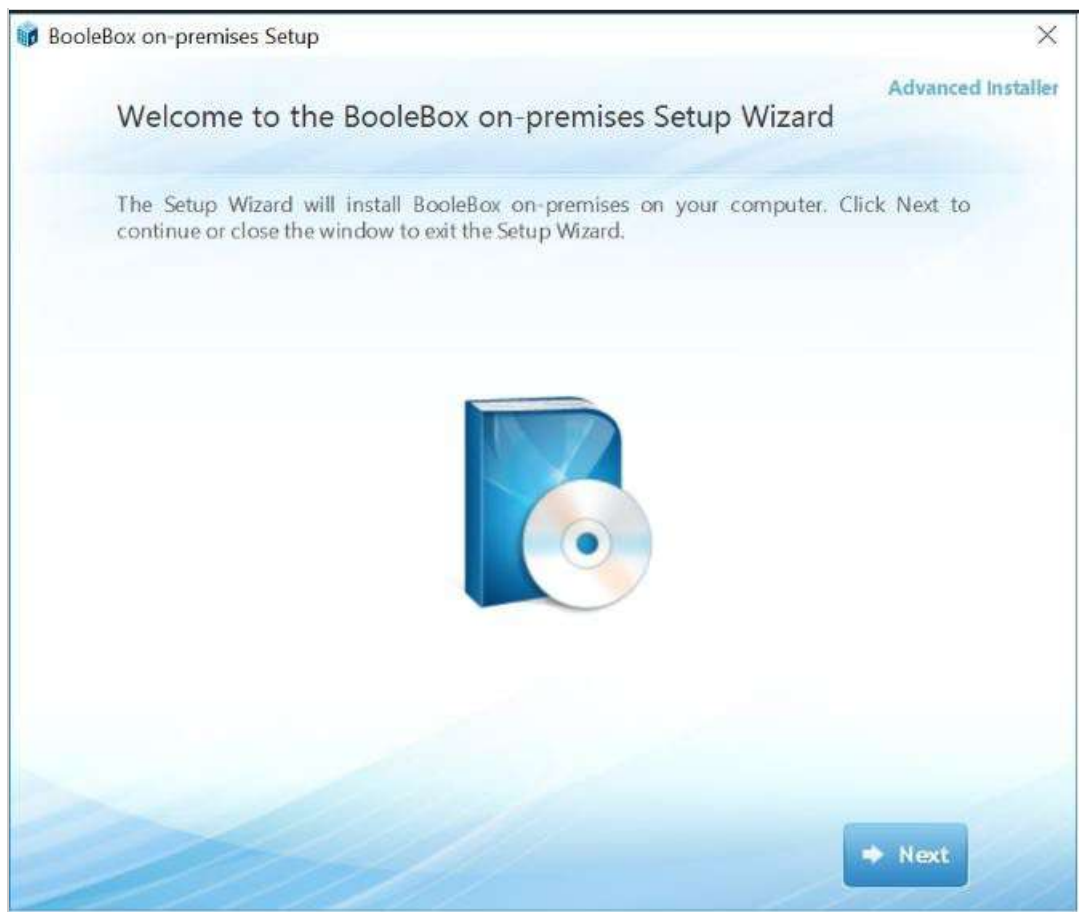 BooleBox on-premises Setup
Advanced Installer
Welcome to the BooleBox on-premises Setup Wizard
The Setup Wizard will install BooleBox on-premises on your computer. Click Next to
continue or close the window to exit the Setup Wizard.
Next